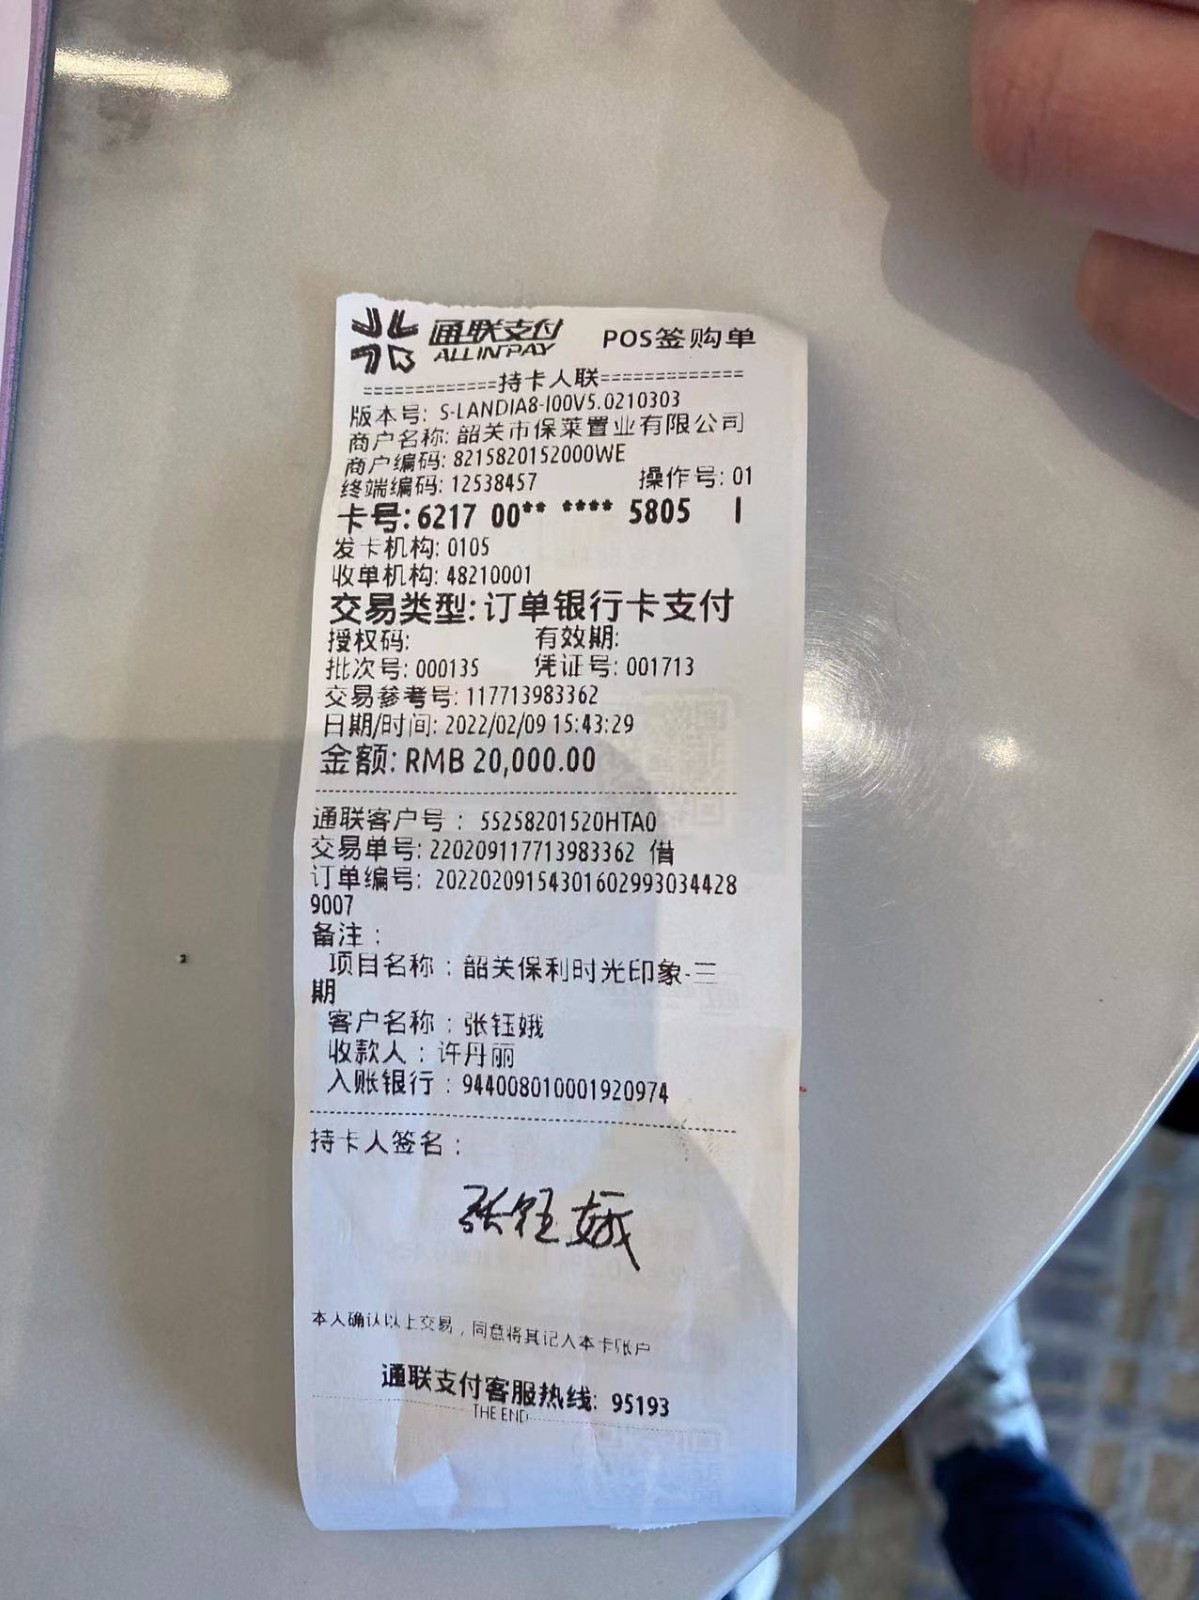 通联支付
ALLINPAY
POS签购单
=============持卡人联=============
版本号: S-LANDIA8-I00V5.0210303
商户名称: 韶关市保莱置业有限公司
商户编码: 8215820152000WE
终端编码: 12538457 操作号: 01
卡号: 6217 00** **** 5805 I
发卡机构: 0105
收单机构: 48210001
交易类型: 订单银行卡支付
授权码: 有效期:
批次号: 000135 凭证号: 001713
交易参考号: 117713983362
日期/时间: 2022/02/09 15:43:29
金额: RMB 20,000.00
通联客户号 : 55258201520HTA0
交易单号: 220209117713983362 借
订单编号: 20220209154301602993034428
9007
备注 :
项目名称 : 韶关保利时光印象-三
期
客户名称 : 张钰娥
收款人 : 许丹丽
入账银行 : 944008010001920974
持卡人签名 :
张钰娥
本人确认以上交易，同意将其记入本卡账户
通联支付客服热线: 95193
THE END